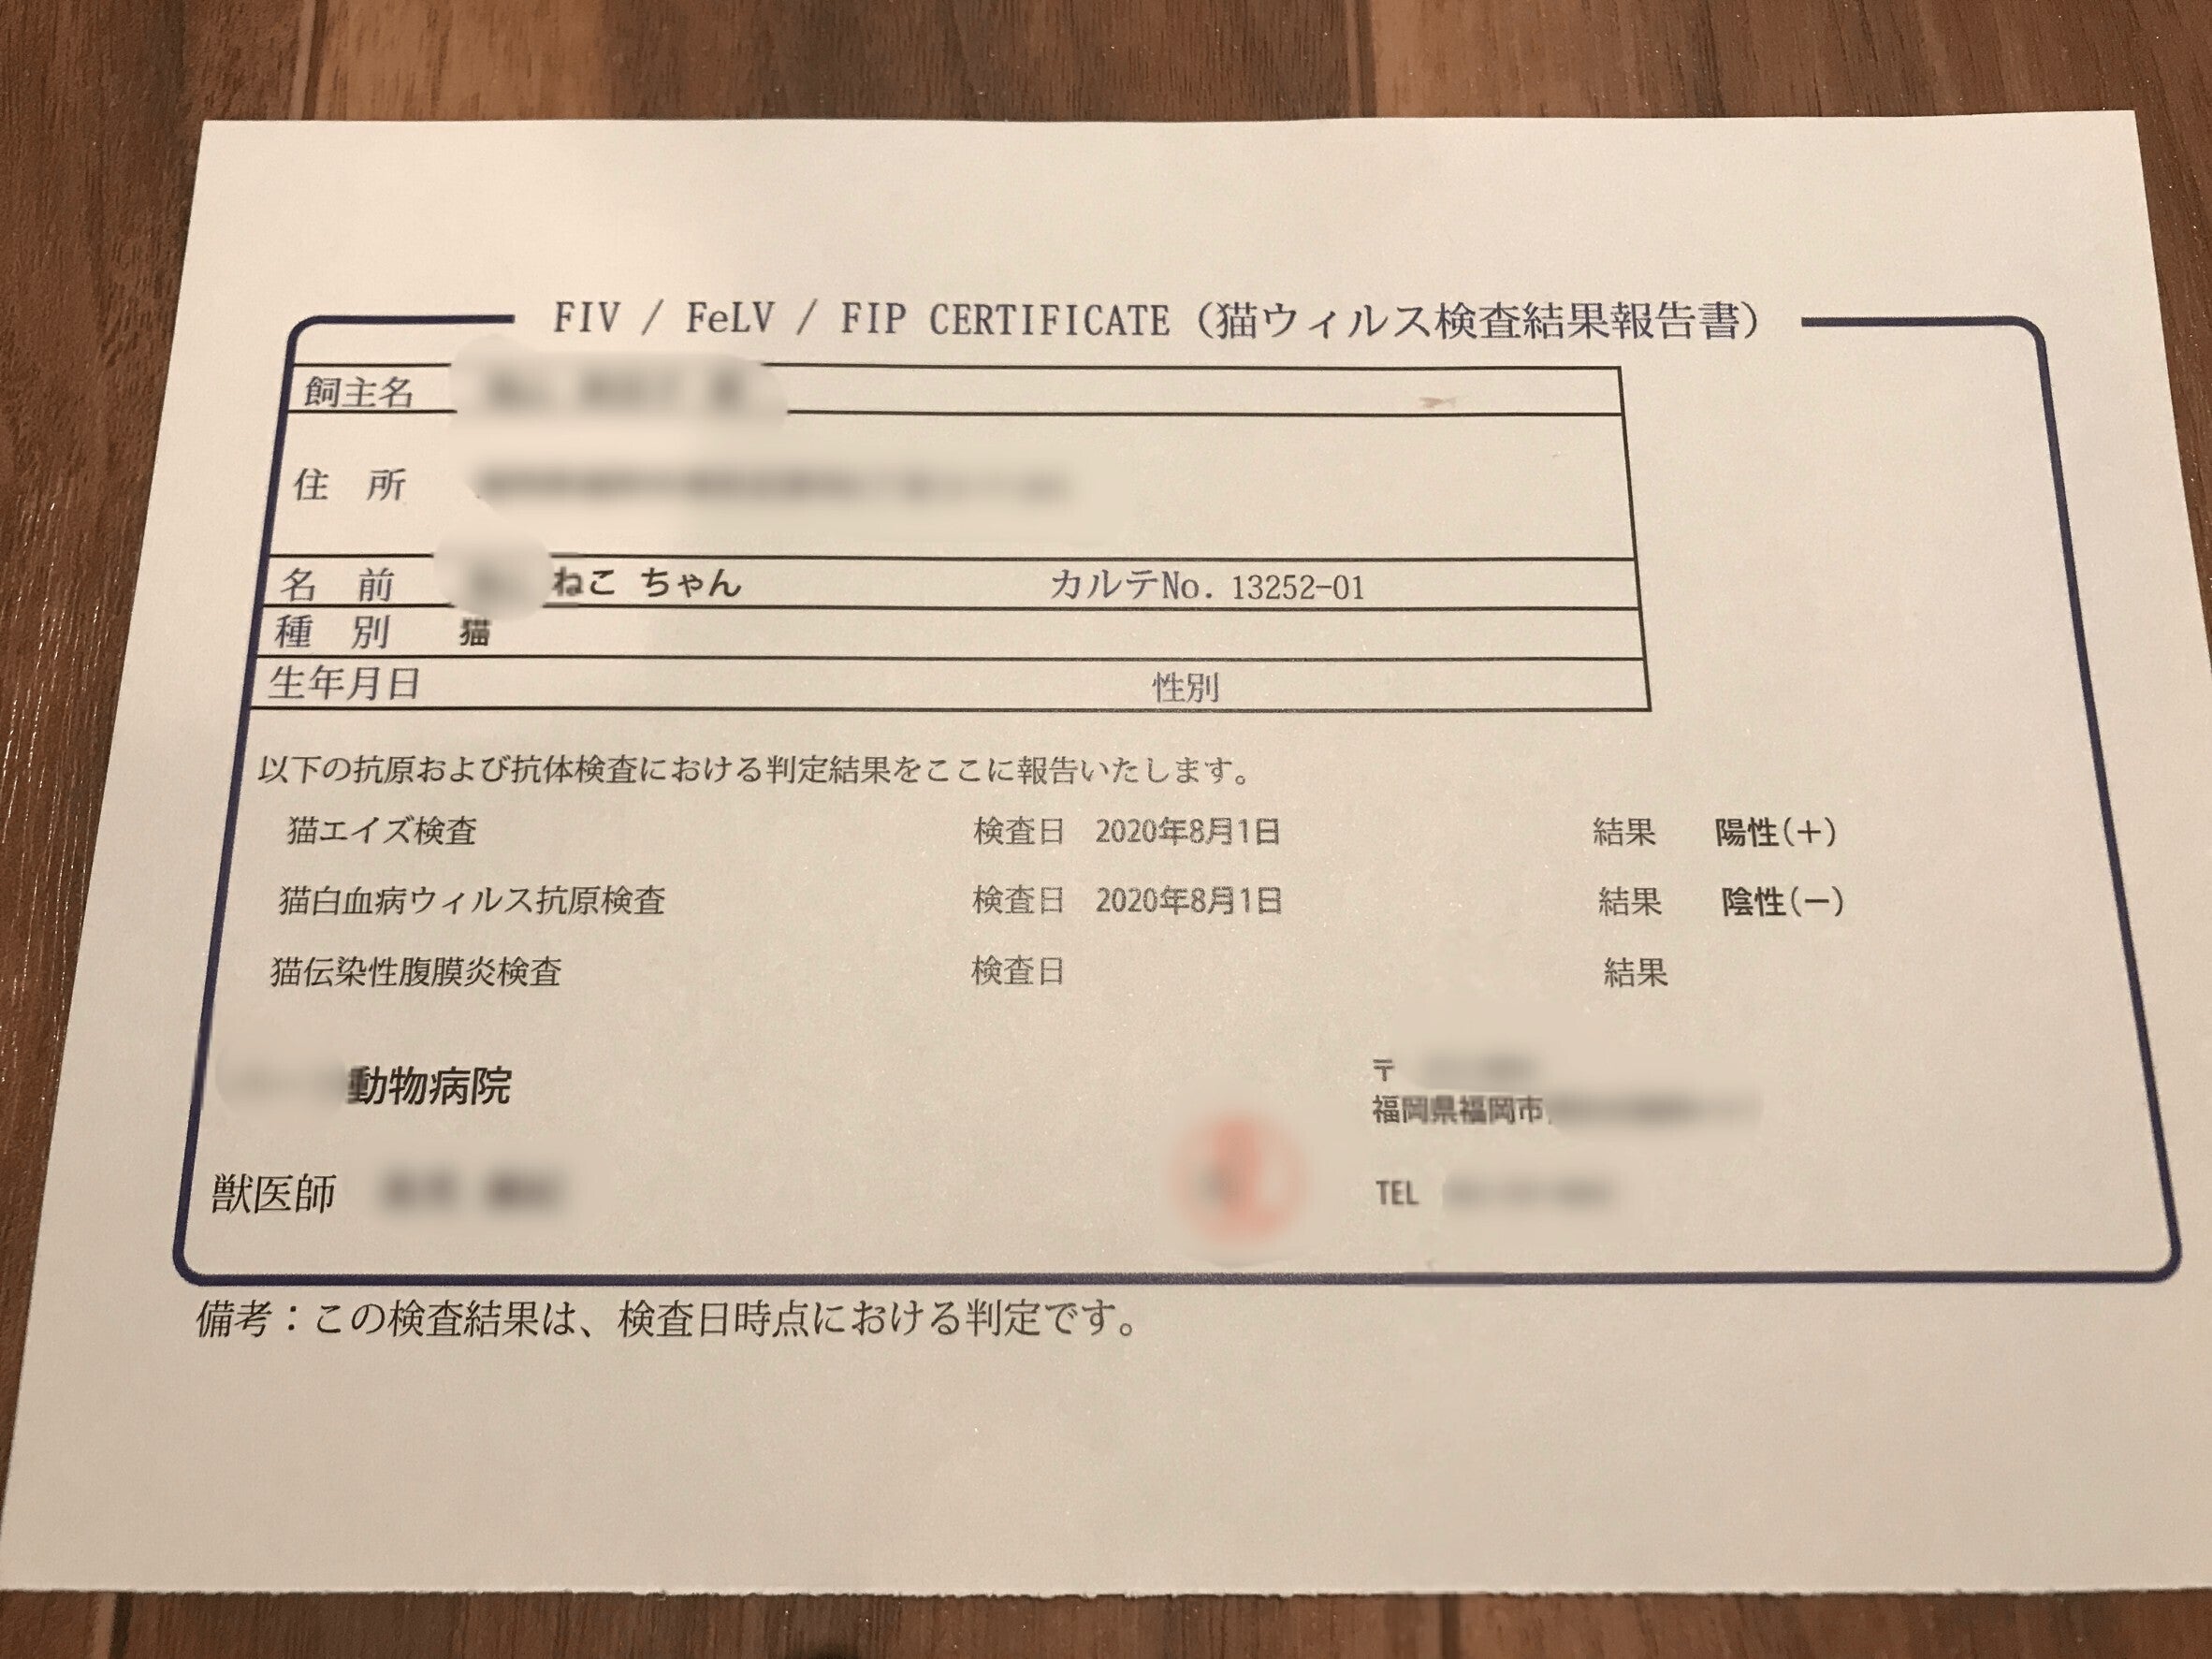 FIV / FeLV / FIP CERTIFICATE（猫ウィルス検査結果報告書）
飼主名
住 所
名 前 ねこ ちゃん カルテNo. 13252-01
種 別 猫
生年月日 性別
以下の抗原および抗体検査における判定結果をここに報告いたします。
猫エイズ検査 検査日 2020年8月1日 結果 陽性(＋)
猫白血病ウィルス抗原検査 検査日 2020年8月1日 結果 陰性(－)
猫伝染性腹膜炎検査 検査日 結果
〒
動物病院
福岡県福岡市
獣医師
TEL
備考：この検査結果は、検査日時点における判定です。